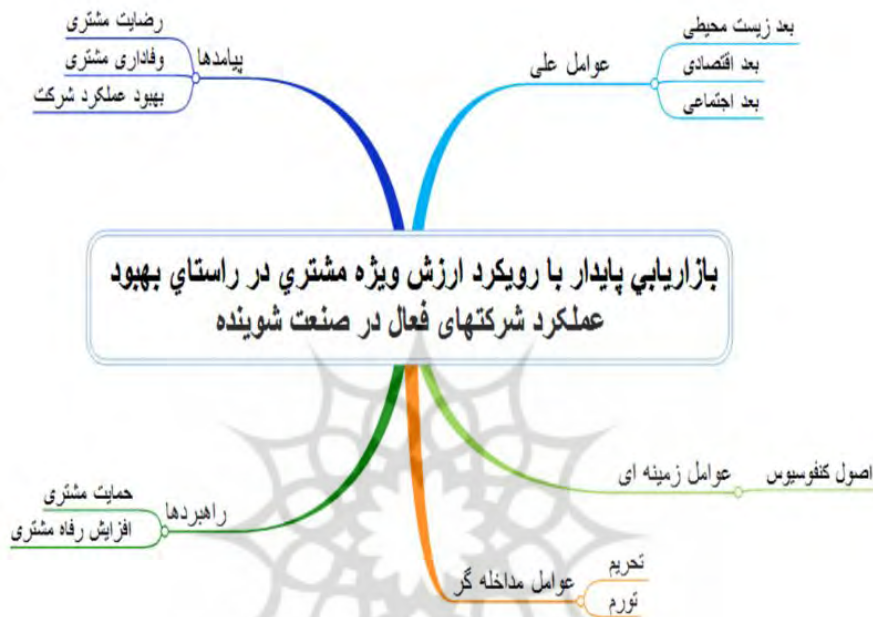 رضایت مشتری
وفاداری مشتری
بهبود عملکرد شرکت
پیامدها
بعد زیست محیطی
بعد اقتصادی
بعد اجتماعی
عوامل علی
بازاريابي پايدار با رويكرد ارزش ويژه مشتري در راستاي بهبود
عملکرد شرکتهای فعال در صنعت شوینده
عوامل زمینه ای
اصول کنفوسیوس
راهبردها
حمایت مشتری
افزایش رفاه مشتری
عوامل مداخله گر
تحریم
تورم